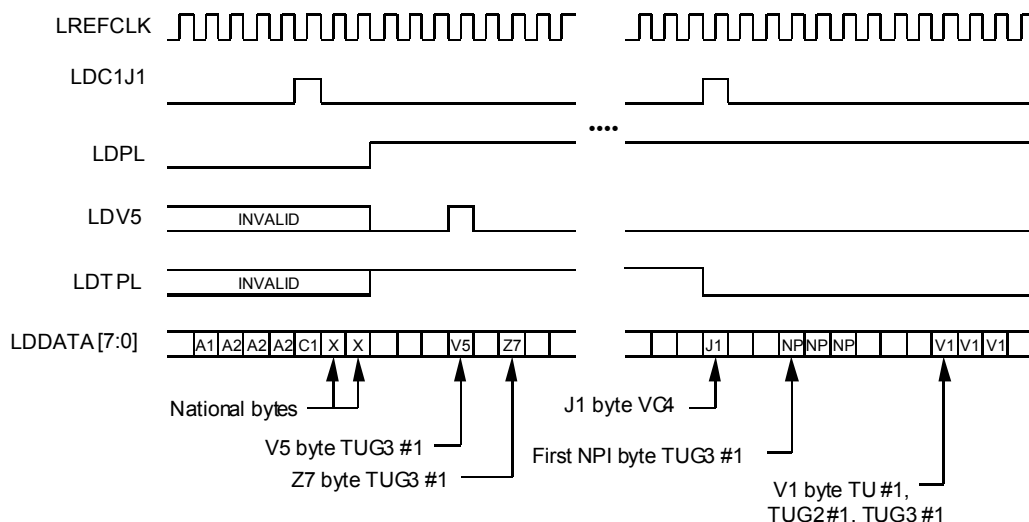 LREFCLK
LDC1J1
LDPL
....
LDV5
INVALID
LDTPL
INVALID
LDDATA[7:0]
A1 A2 A2 A2 C1 X X V5 Z7 J1 NP NP NP V1 V1 V1
National bytes
J1 byte VC4
V5 byte TUG3 #1
First NPI byte TUG3 #1
Z7 byte TUG3 #1
V1 byte TU #1,
TUG2 #1, TUG3 #1